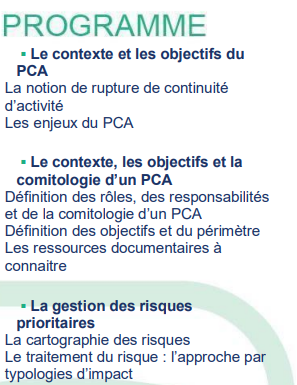 PROGRAMME
▪ Le contexte et les objectifs du
PCA
La notion de rupture de continuité
d’activité
Les enjeux du PCA
▪ Le contexte, les objectifs et la
comitologie d’un PCA
Définition des rôles, des responsabilités
et de la comitologie d’un PCA
Définition des objectifs et du périmètre
Les ressources documentaires à
connaitre
▪ La gestion des risques
prioritaires
La cartographie des risques
Le traitement du risque : l’approche par
typologies d’impact